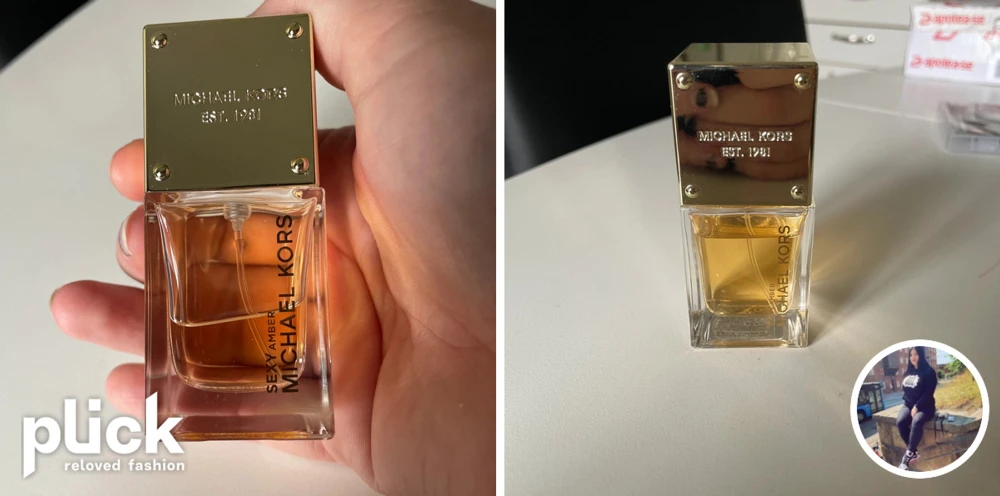 MICHAEL KORS
EST. 1981
SEXY AMBER
MICHAEL KORS
plick
reloved fashion
MICHAEL KORS
EST. 1981